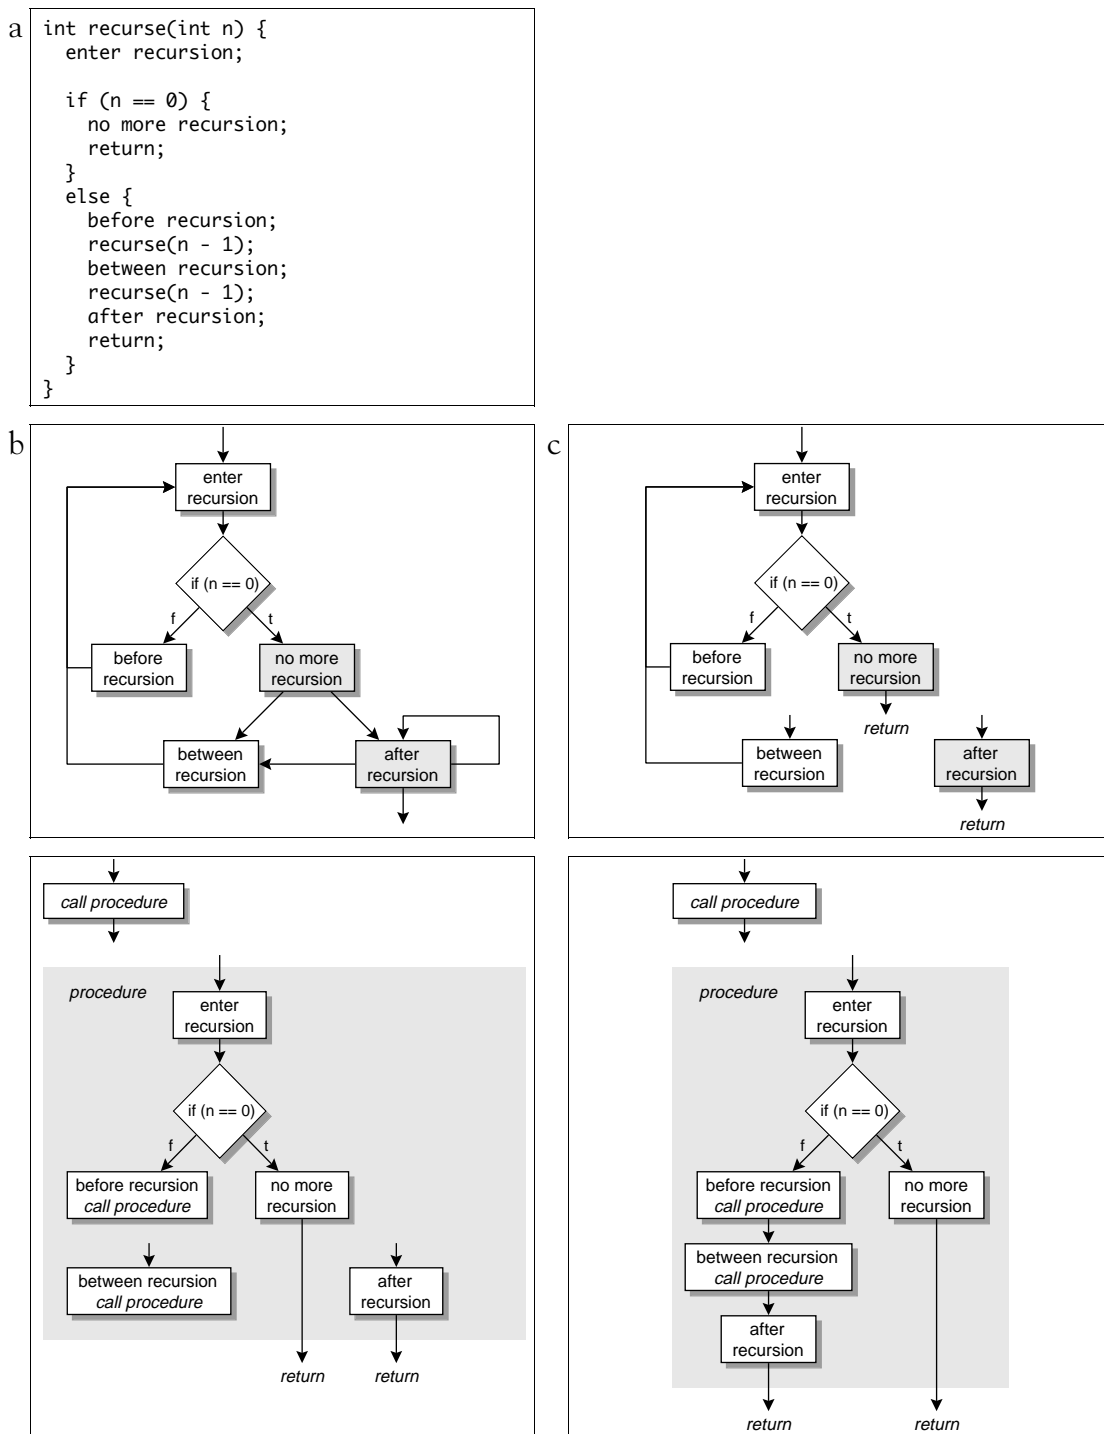 a
int recurse(int n) {
  enter recursion;
  if (n == 0) {
    no more recursion;
    return;
  }
  else {
    before recursion;
    recurse(n - 1);
    between recursion;
    recurse(n - 1);
    after recursion;
    return;
  }
}
b
enter
recursion
if (n == 0)
f
t
before
recursion
no more
recursion
between
recursion
after
recursion
c
enter
recursion
if (n == 0)
f
t
before
recursion
no more
recursion
return
between
recursion
after
recursion
return
call procedure
procedure
enter
recursion
if (n == 0)
f
t
before recursion
call procedure
no more
recursion
between recursion
call procedure
after
recursion
return
return
call procedure
procedure
enter
recursion
if (n == 0)
f
t
before recursion
call procedure
no more
recursion
between recursion
call procedure
after
recursion
return
return